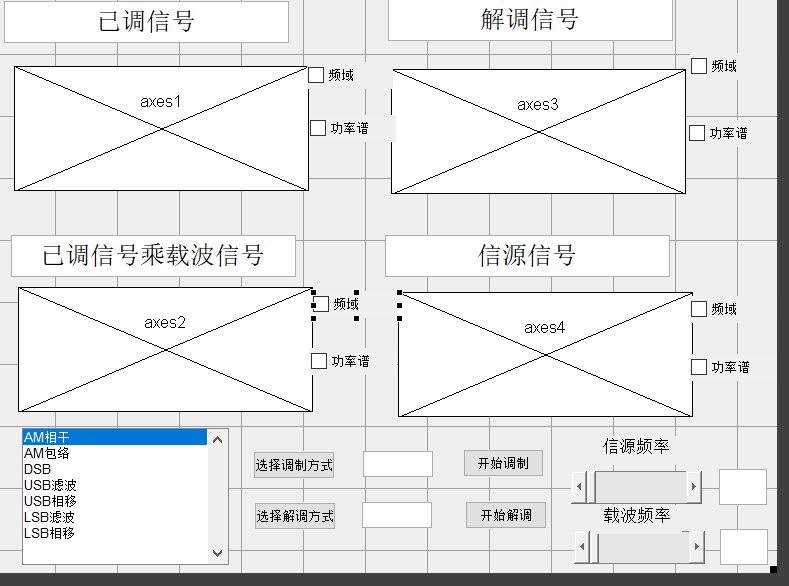 已调信号
解调信号
axes1
频域
功率谱
axes3
频域
功率谱
已调信号乘载波信号
信源信号
axes2
频域
功率谱
axes4
频域
功率谱
AM相干
AM包络
DSB
USB滤波
USB相移
LSB滤波
LSB相移
选择调制方式
开始调制
选择解调方式
开始解调
信源频率
载波频率